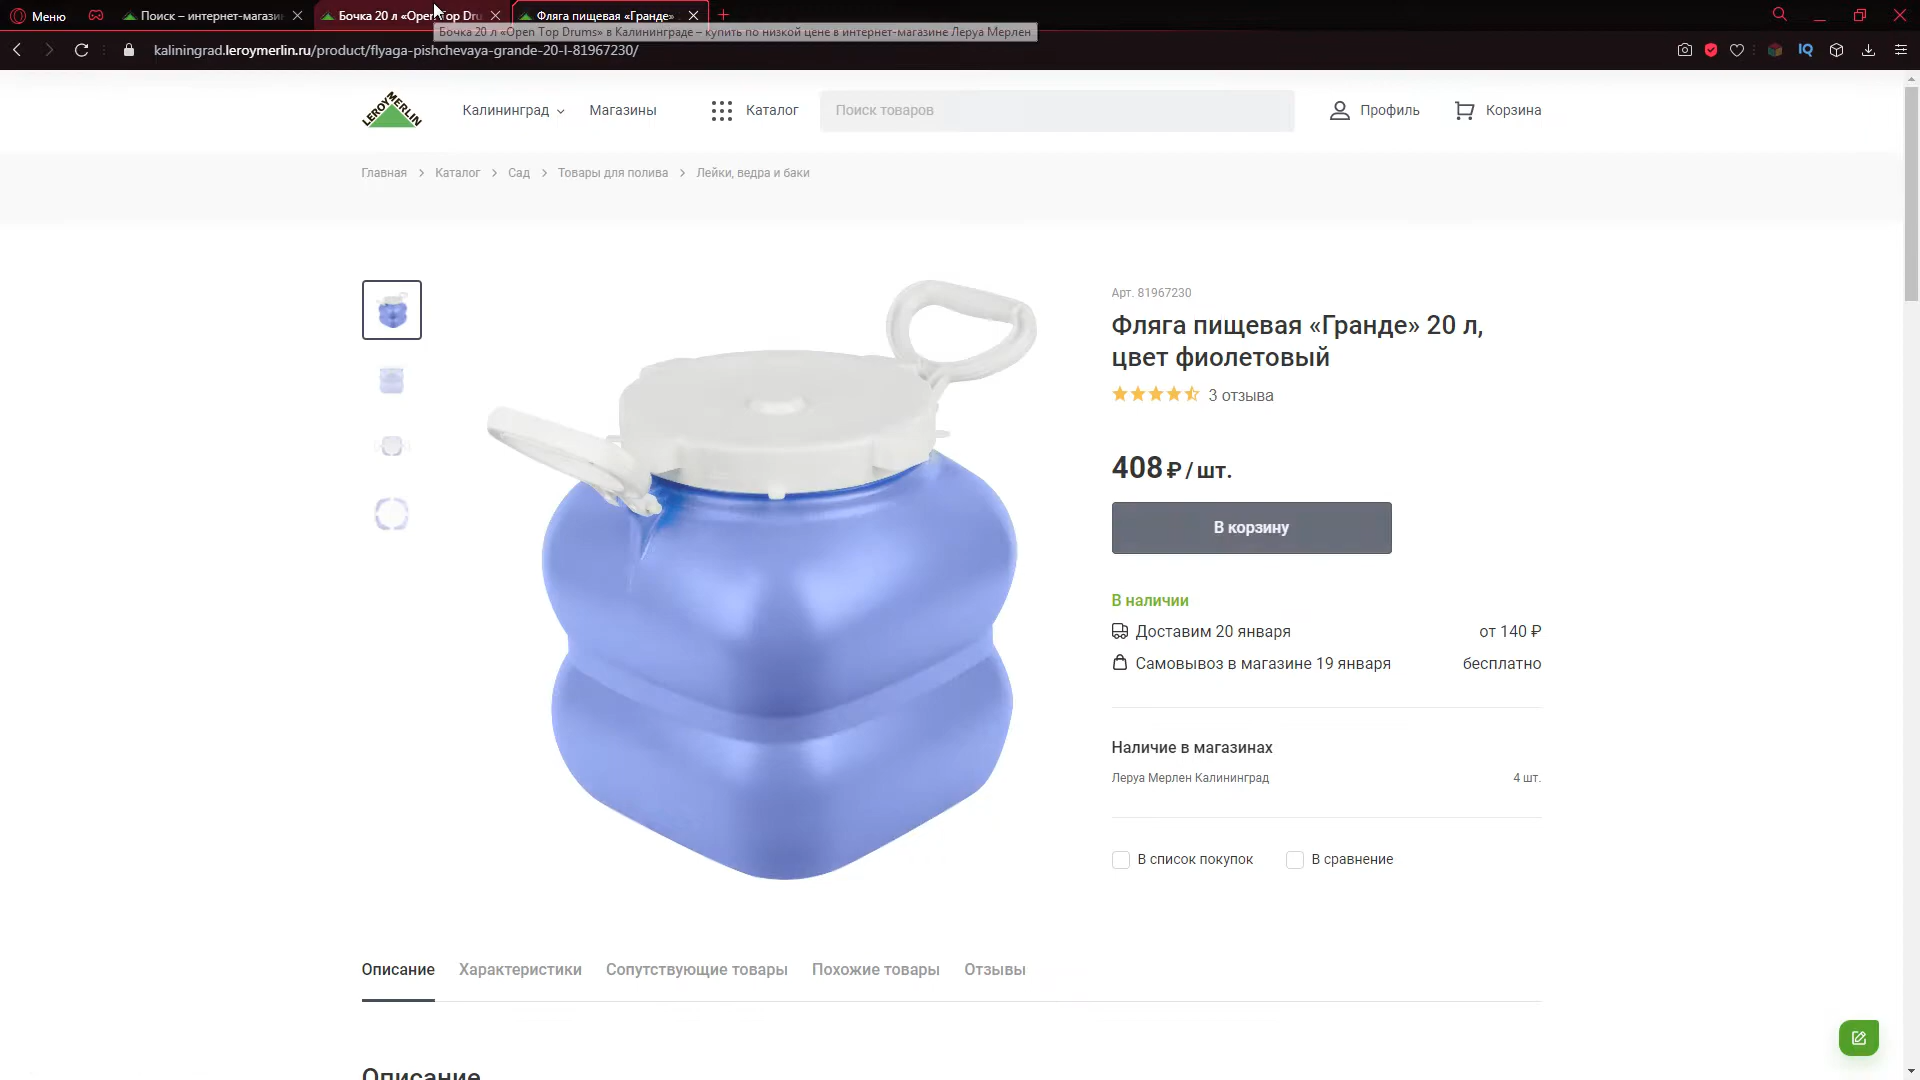 Меню
Поиск – интернет-магази
Бочка 20 л «Open Top Dru
Фляга пищевая «Гранде»
Бочка 20 л «Open Top Drums» в Калининграде – купить по низкой цене в интернет-магазине Леруа Мерлен
kaliningrad.leroymerlin.ru/product/flyaga-pishchevaya-grande-20-l-81967230/
IQ
LEROY MERLIN
Калининград
Магазины
Каталог
Поиск товаров
Профиль
Корзина
Главная > Каталог > Сад > Товары для полива > Лейки, ведра и баки
Арт. 81967230
Фляга пищевая «Гранде» 20 л,
цвет фиолетовый
3 отзыва
408 ₽ / шт.
В корзину
В наличии
Доставим 20 января от 140 ₽
Самовывоз в магазине 19 января бесплатно
Наличие в магазинах
Леруа Мерлен Калининград 4 шт.
В список покупок
В сравнение
Описание
Характеристики
Сопутствующие товары
Похожие товары
Отзывы
Описание